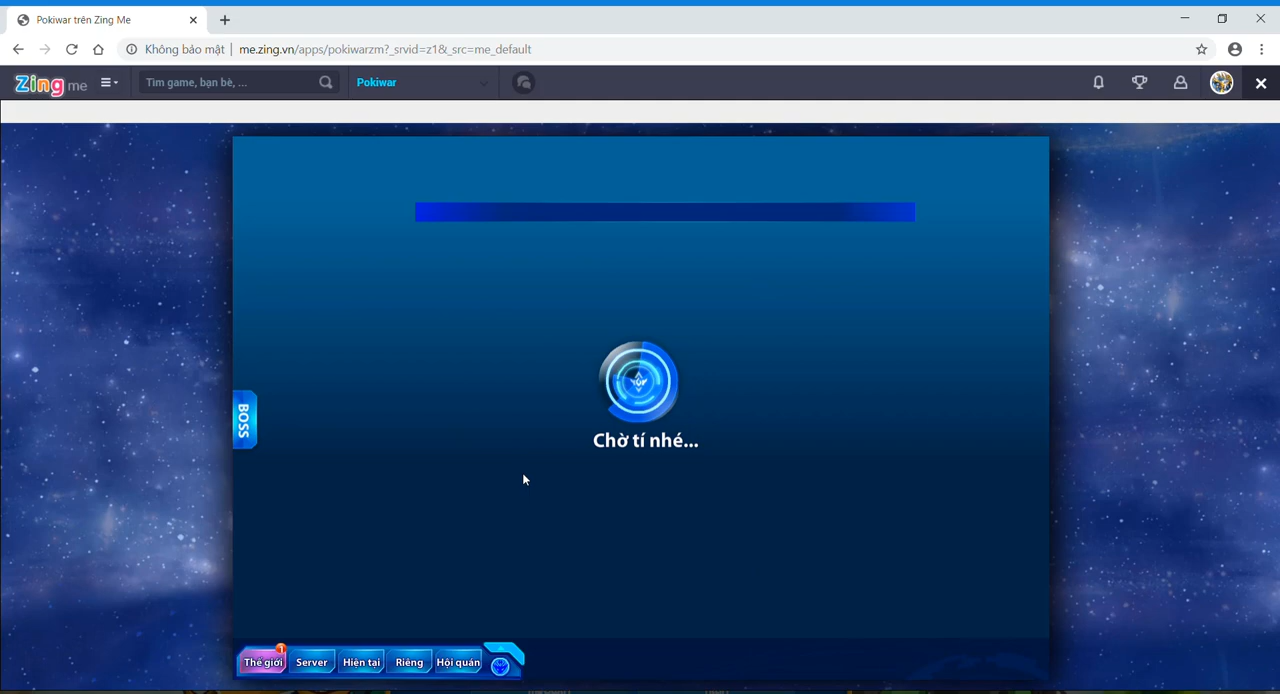 Pokiwar trên Zing Me
Không bảo mật | me.zing.vn/apps/pokiwarzm?_srvid=z1&_src=me_default
Zing me
Tìm game, bạn bè, ...
Pokiwar
BOSS
Chờ tí nhé...
Thế giới 1 Server Hiện tại Riêng Hội quán